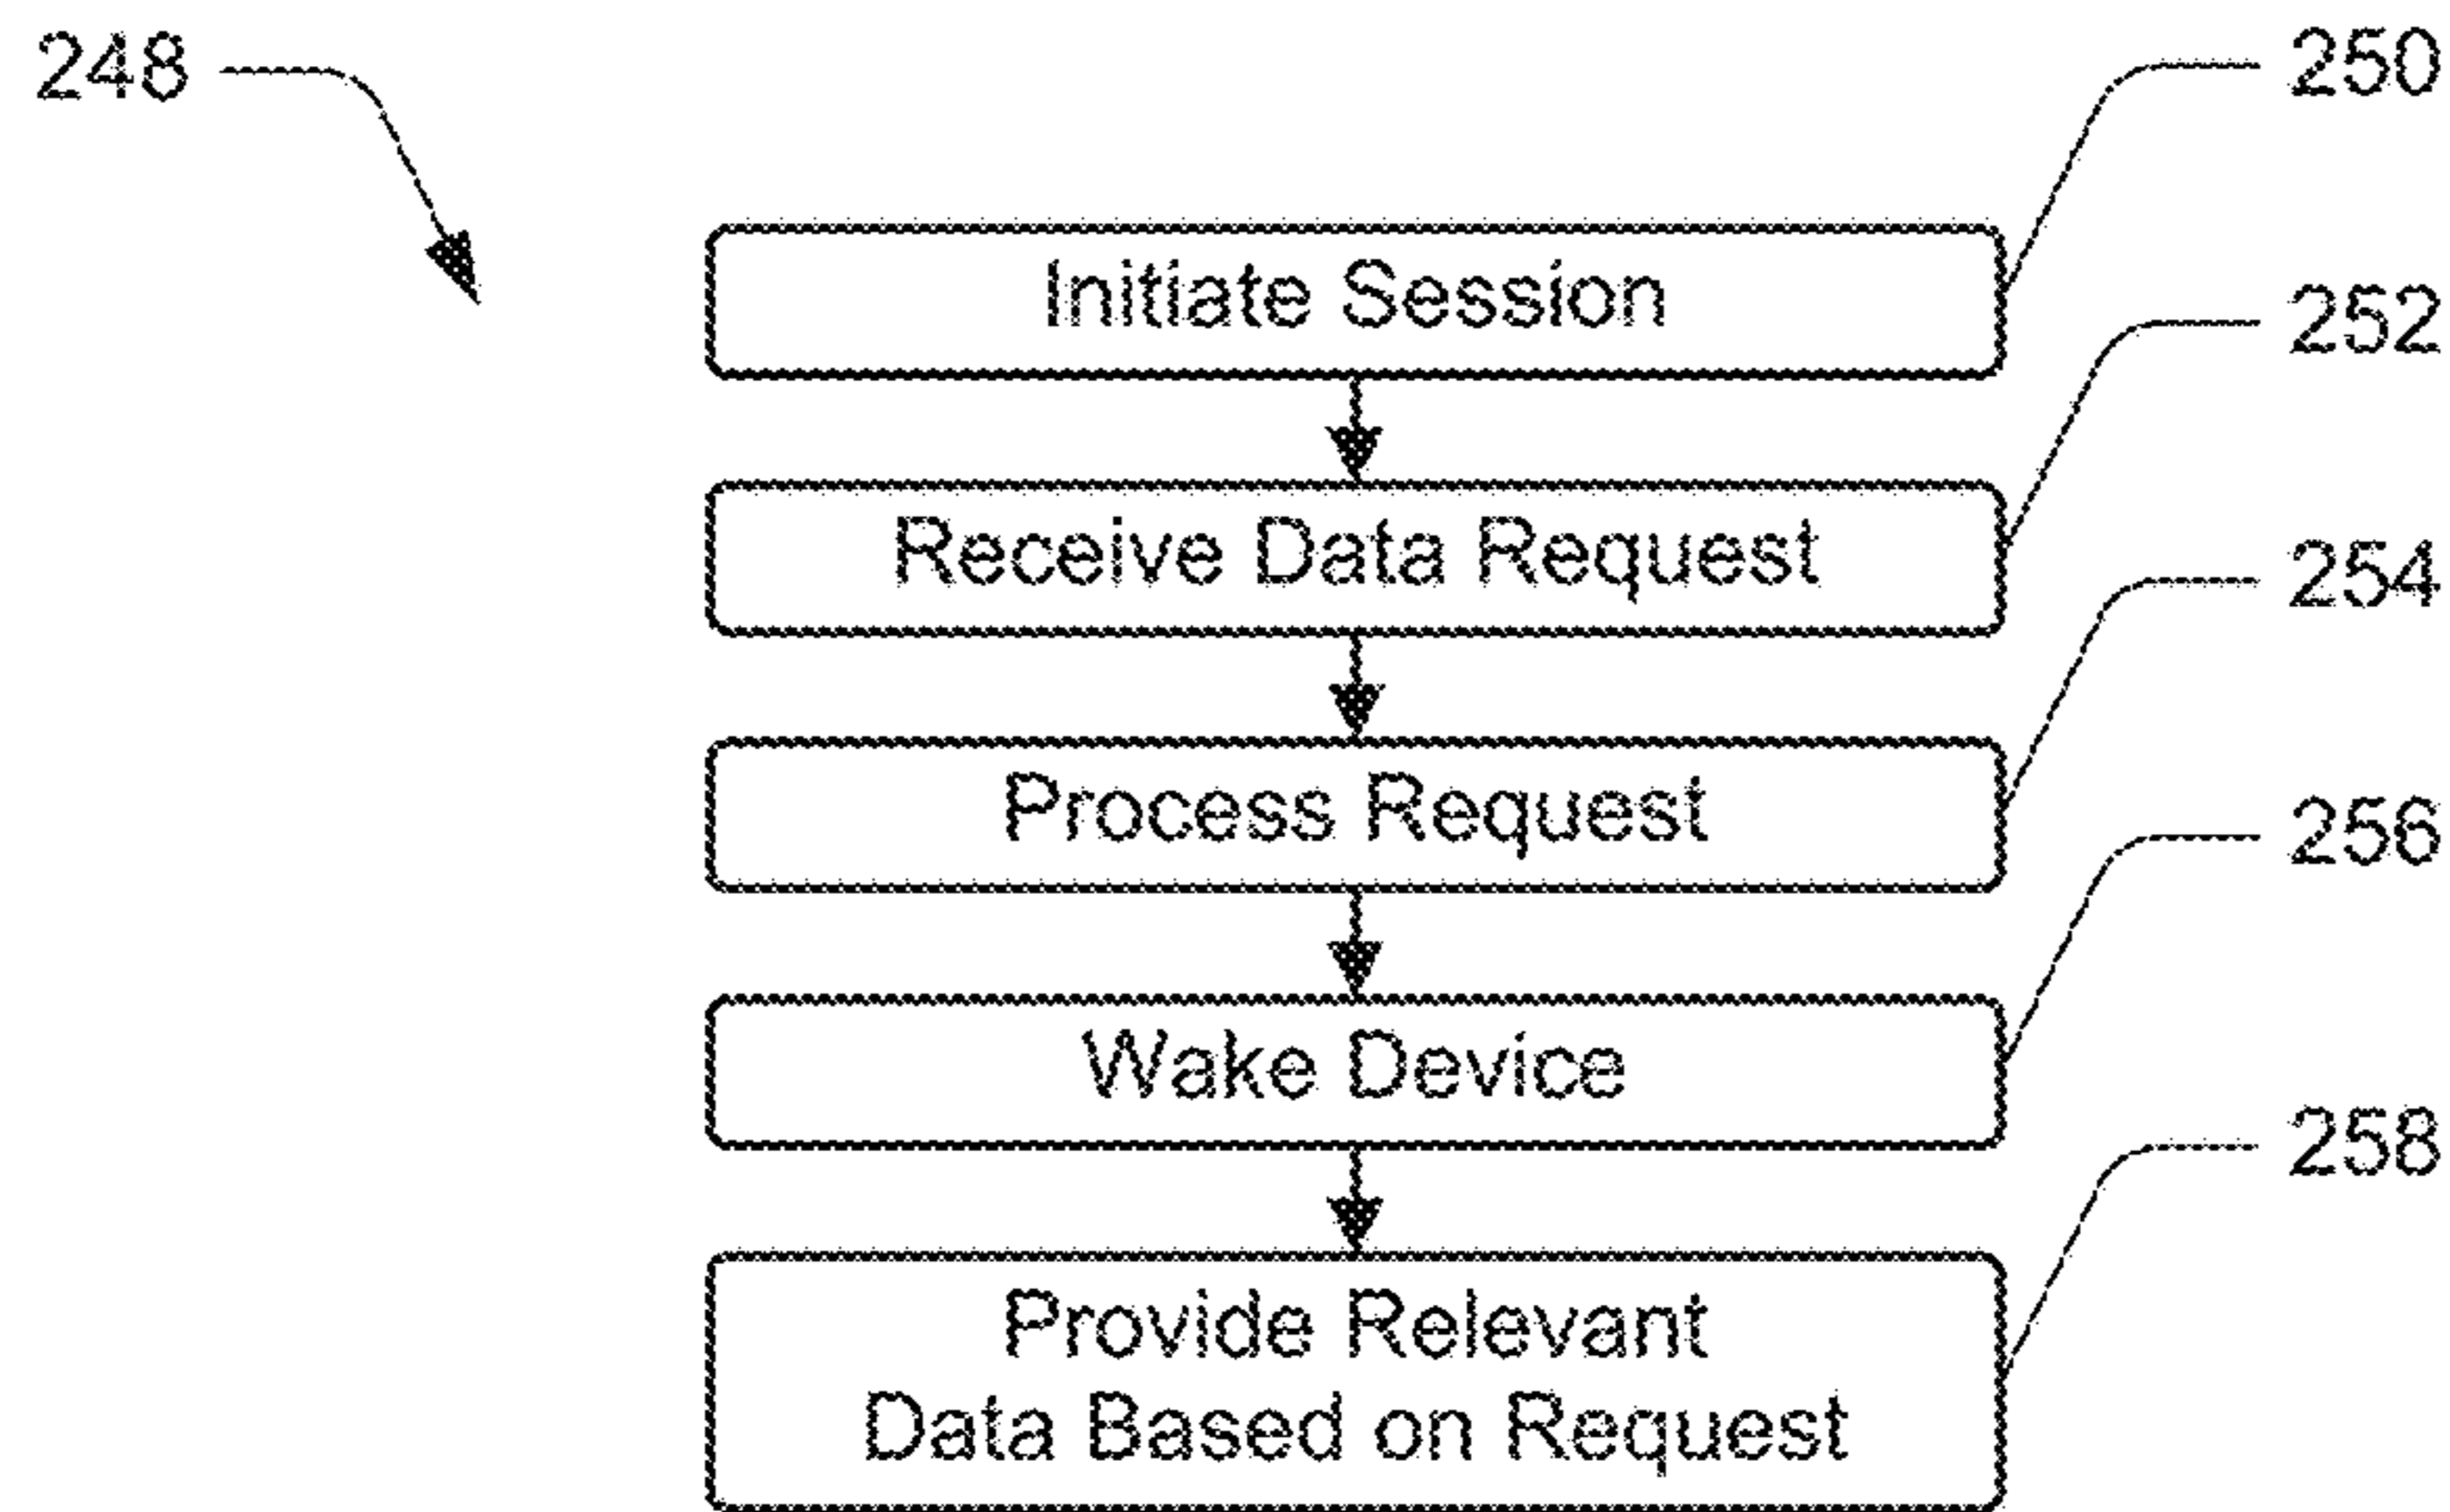 248
250
Initiate Session
252
Receive Data Request
254
Process Request
256
Wake Device
258
Provide Relevant
Data Based on Request